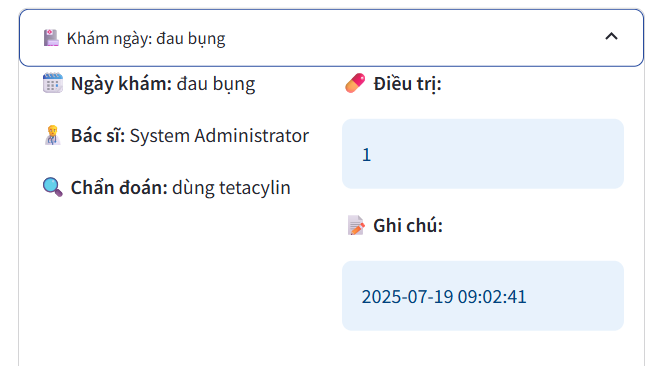 Khám ngày: đau bụng
Ngày khám: đau bụng
Bác sĩ: System Administrator
Chẩn đoán: dùng tetacylin
Điều trị:
1
Ghi chú:
2025-07-19 09:02:41